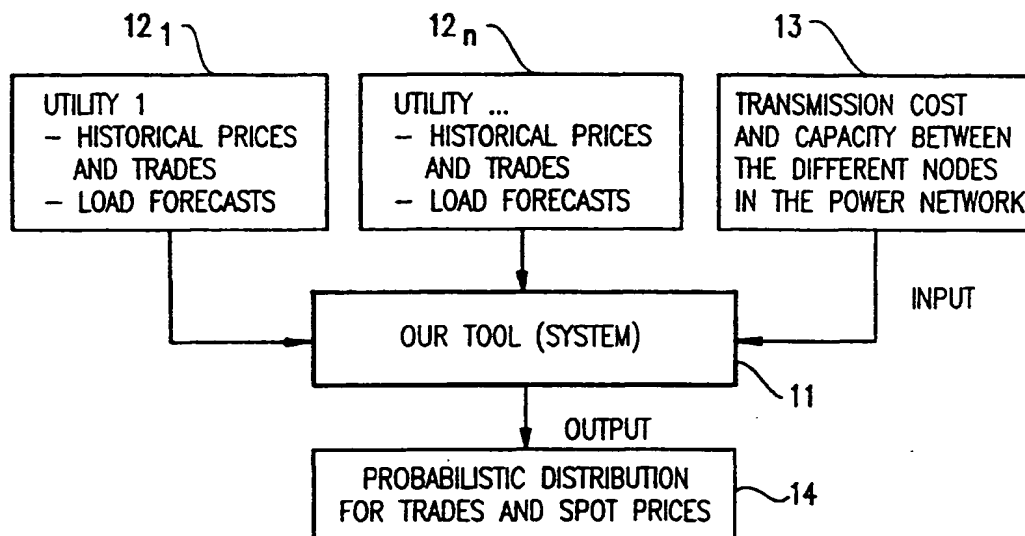 12 1
12 n
13
UTILITY 1
- HISTORICAL PRICES
AND TRADES
- LOAD FORECASTS
UTILITY ...
- HISTORICAL PRICES
AND TRADES
- LOAD FORECASTS
TRANSMISSION COST
AND CAPACITY BETWEEN
THE DIFFERENT NODES
IN THE POWER NETWORK
INPUT
OUR TOOL (SYSTEM)
11
OUTPUT
PROBABILISTIC DISTRIBUTION
FOR TRADES AND SPOT PRICES
14